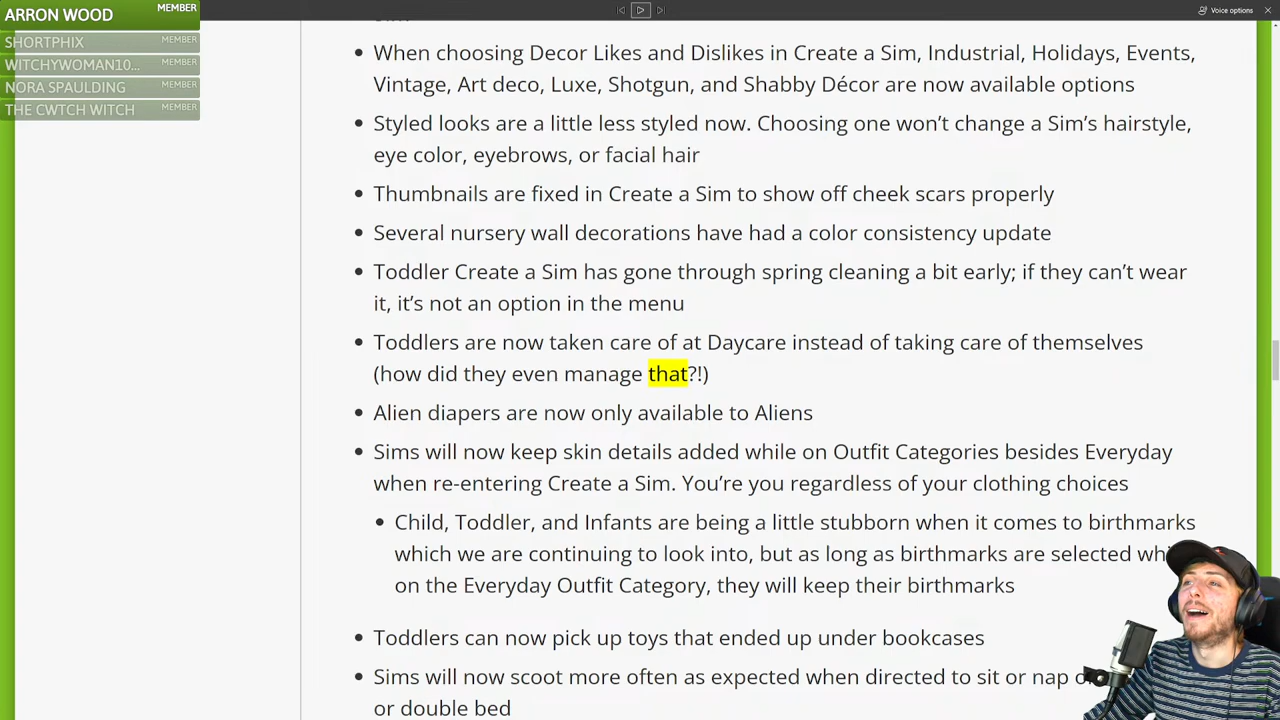 ARRON WOOD MEMBER
SHORTPHIX MEMBER
WITCHYWOMAN10... MEMBER
NORA SPAULDING MEMBER
THE CWTCH WITCH MEMBER
Voice options
• When choosing Decor Likes and Dislikes in Create a Sim, Industrial, Holidays, Events,
Vintage, Art deco, Luxe, Shotgun, and Shabby Décor are now available options
• Styled looks are a little less styled now. Choosing one won’t change a Sim’s hairstyle,
eye color, eyebrows, or facial hair
• Thumbnails are fixed in Create a Sim to show off cheek scars properly
• Several nursery wall decorations have had a color consistency update
• Toddler Create a Sim has gone through spring cleaning a bit early; if they can’t wear
it, it’s not an option in the menu
• Toddlers are now taken care of at Daycare instead of taking care of themselves
(how did they even manage that?!)
• Alien diapers are now only available to Aliens
• Sims will now keep skin details added while on Outfit Categories besides Everyday
when re-entering Create a Sim. You’re you regardless of your clothing choices
• Child, Toddler, and Infants are being a little stubborn when it comes to birthmarks
which we are continuing to look into, but as long as birthmarks are selected
on the Everyday Outfit Category, they will keep their birthmarks
• Toddlers can now pick up toys that ended up under bookcases
• Sims will now scoot more often as expected when directed to sit or nap
or double bed